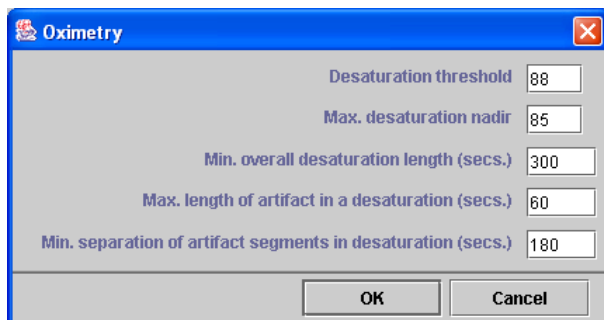 Oximetry
Desaturation threshold 88
Max. desaturation nadir 85
Min. overall desaturation length (secs.) 300
Max. length of artifact in a desaturation (secs.) 60
Min. separation of artifact segments in desaturation (secs.) 180
OK Cancel